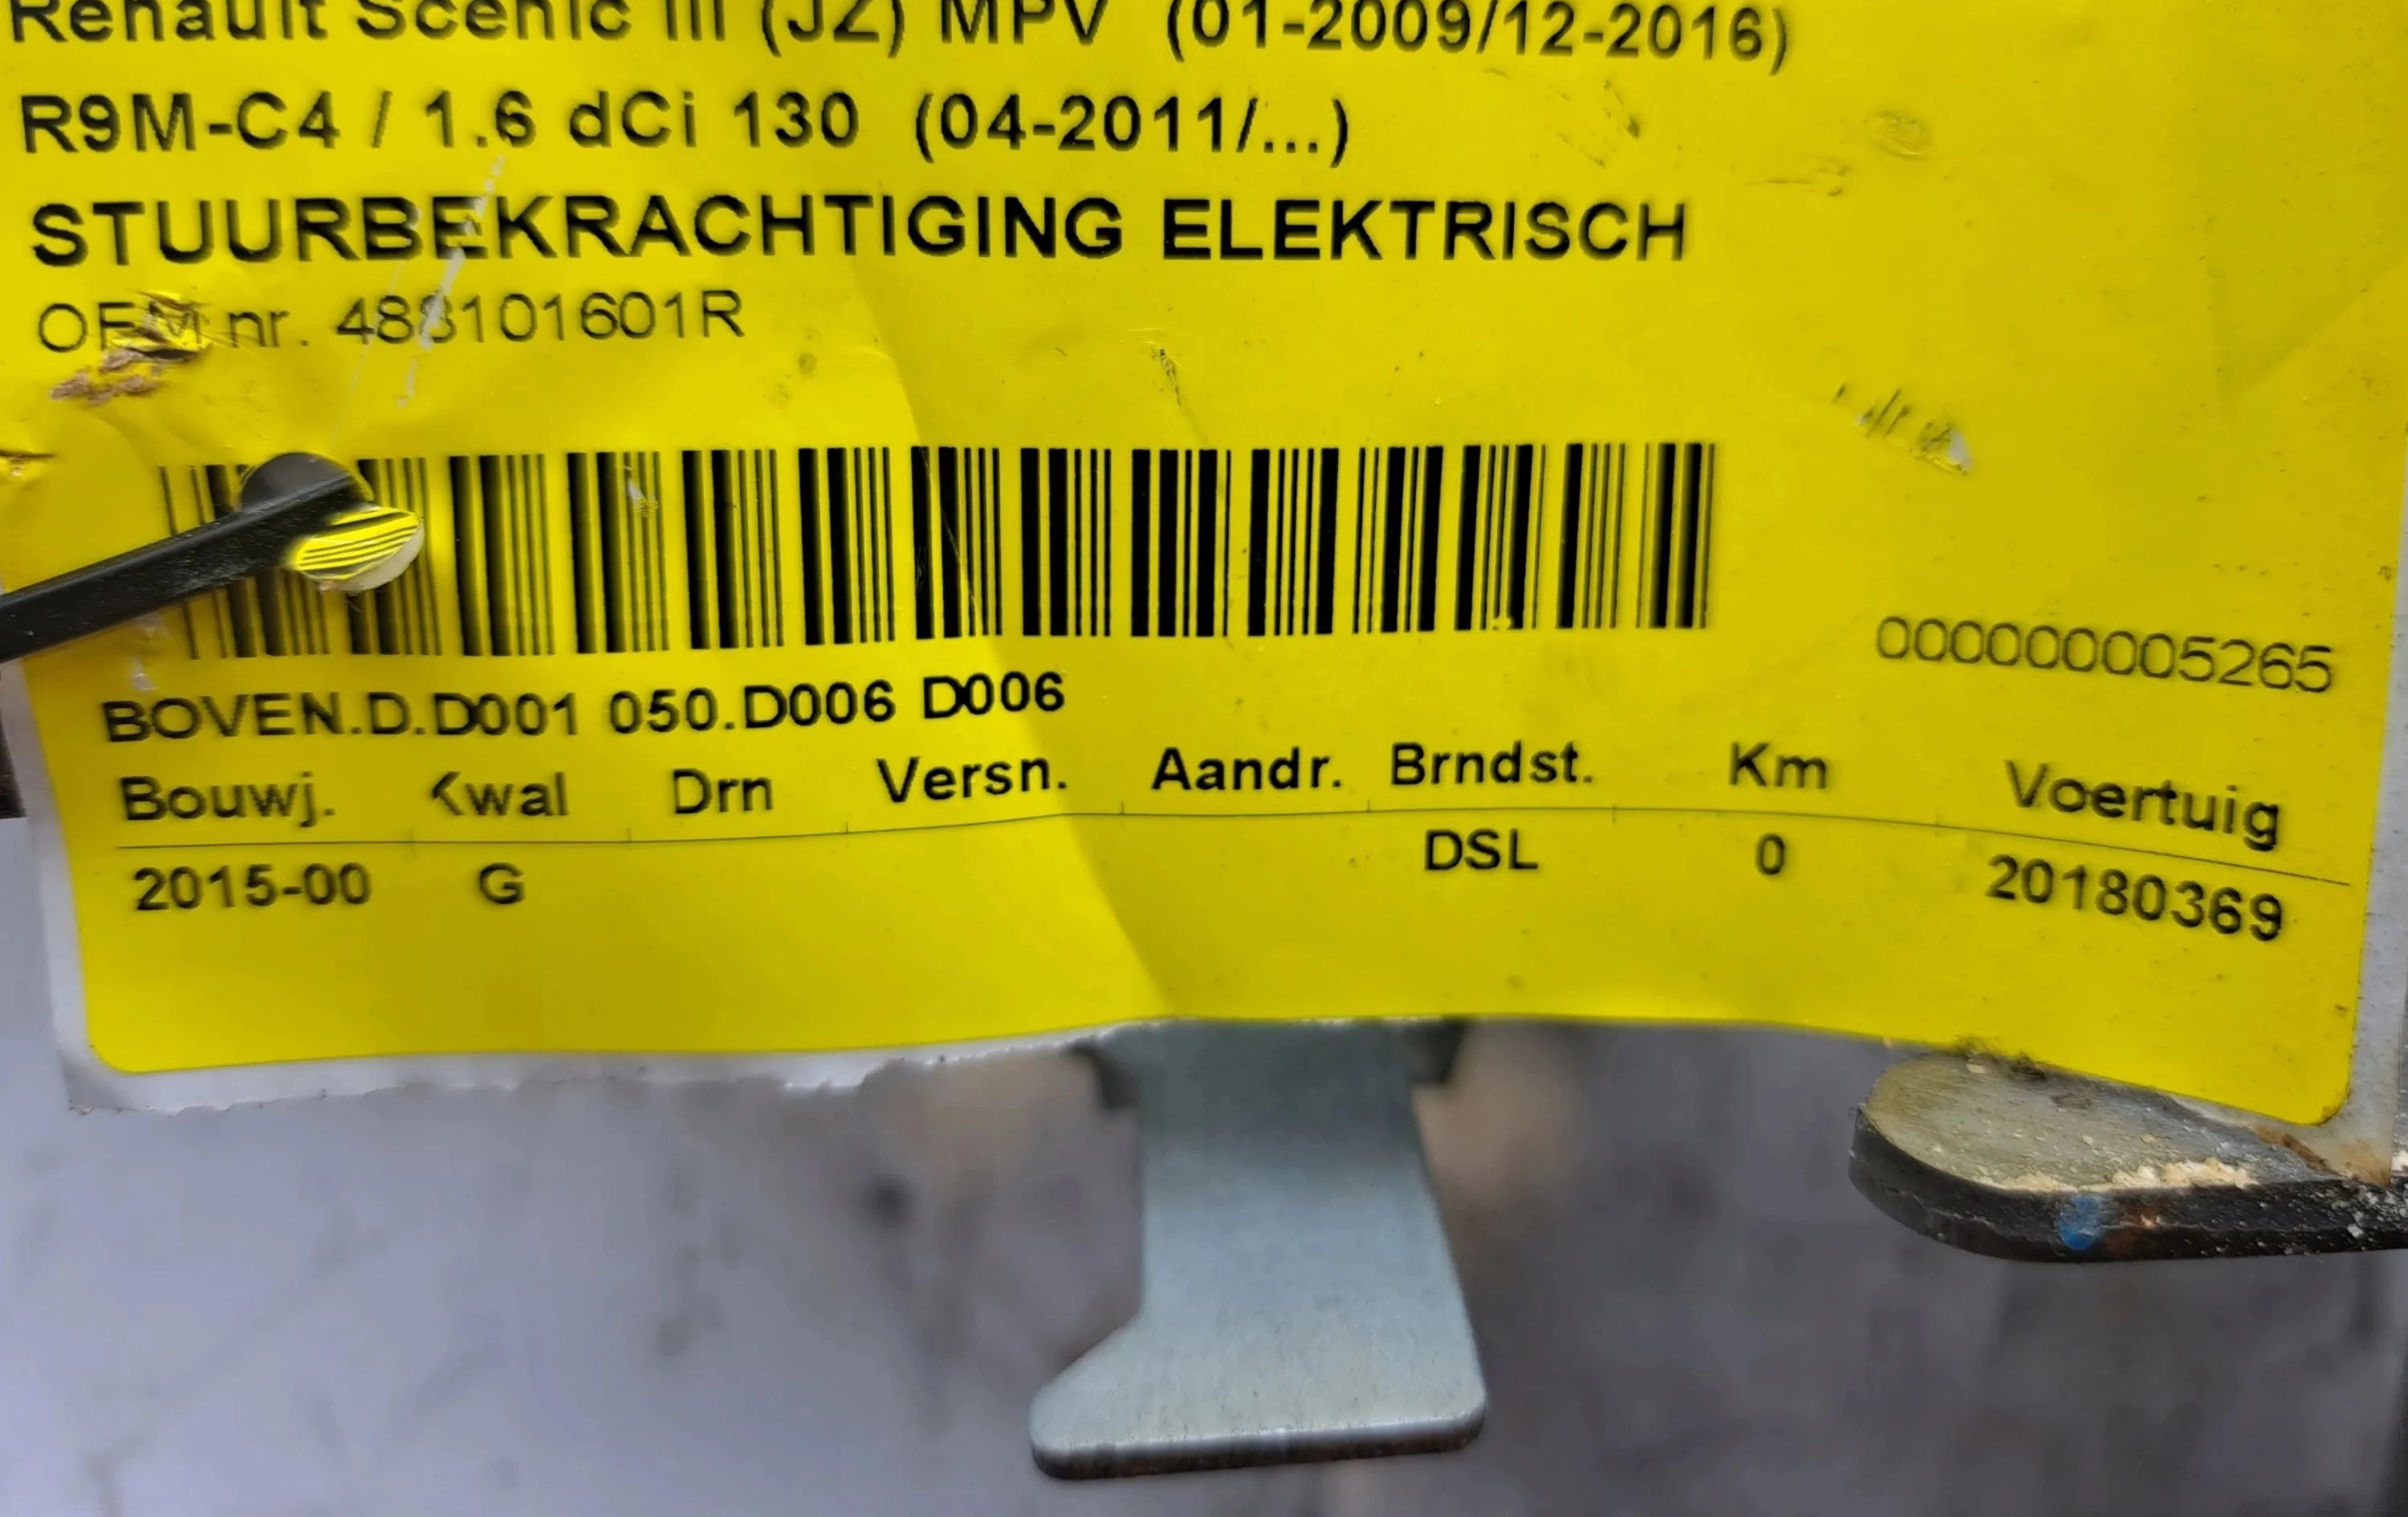 Renault Scenic III (JZ) MPV (01-2009/12-2016)
R9M-C4 / 1.6 dCi 130 (04-2011/...)
STUURBEKRACHTIGING ELEKTRISCH
OEM nr. 488101601R
000000005265
BOVEN.D.D001 050.D006 D006
Bouwj. Kwal Drn Versn. Aandr. Brndst. Km Voertuig
2015-00 G DSL 0 20180369